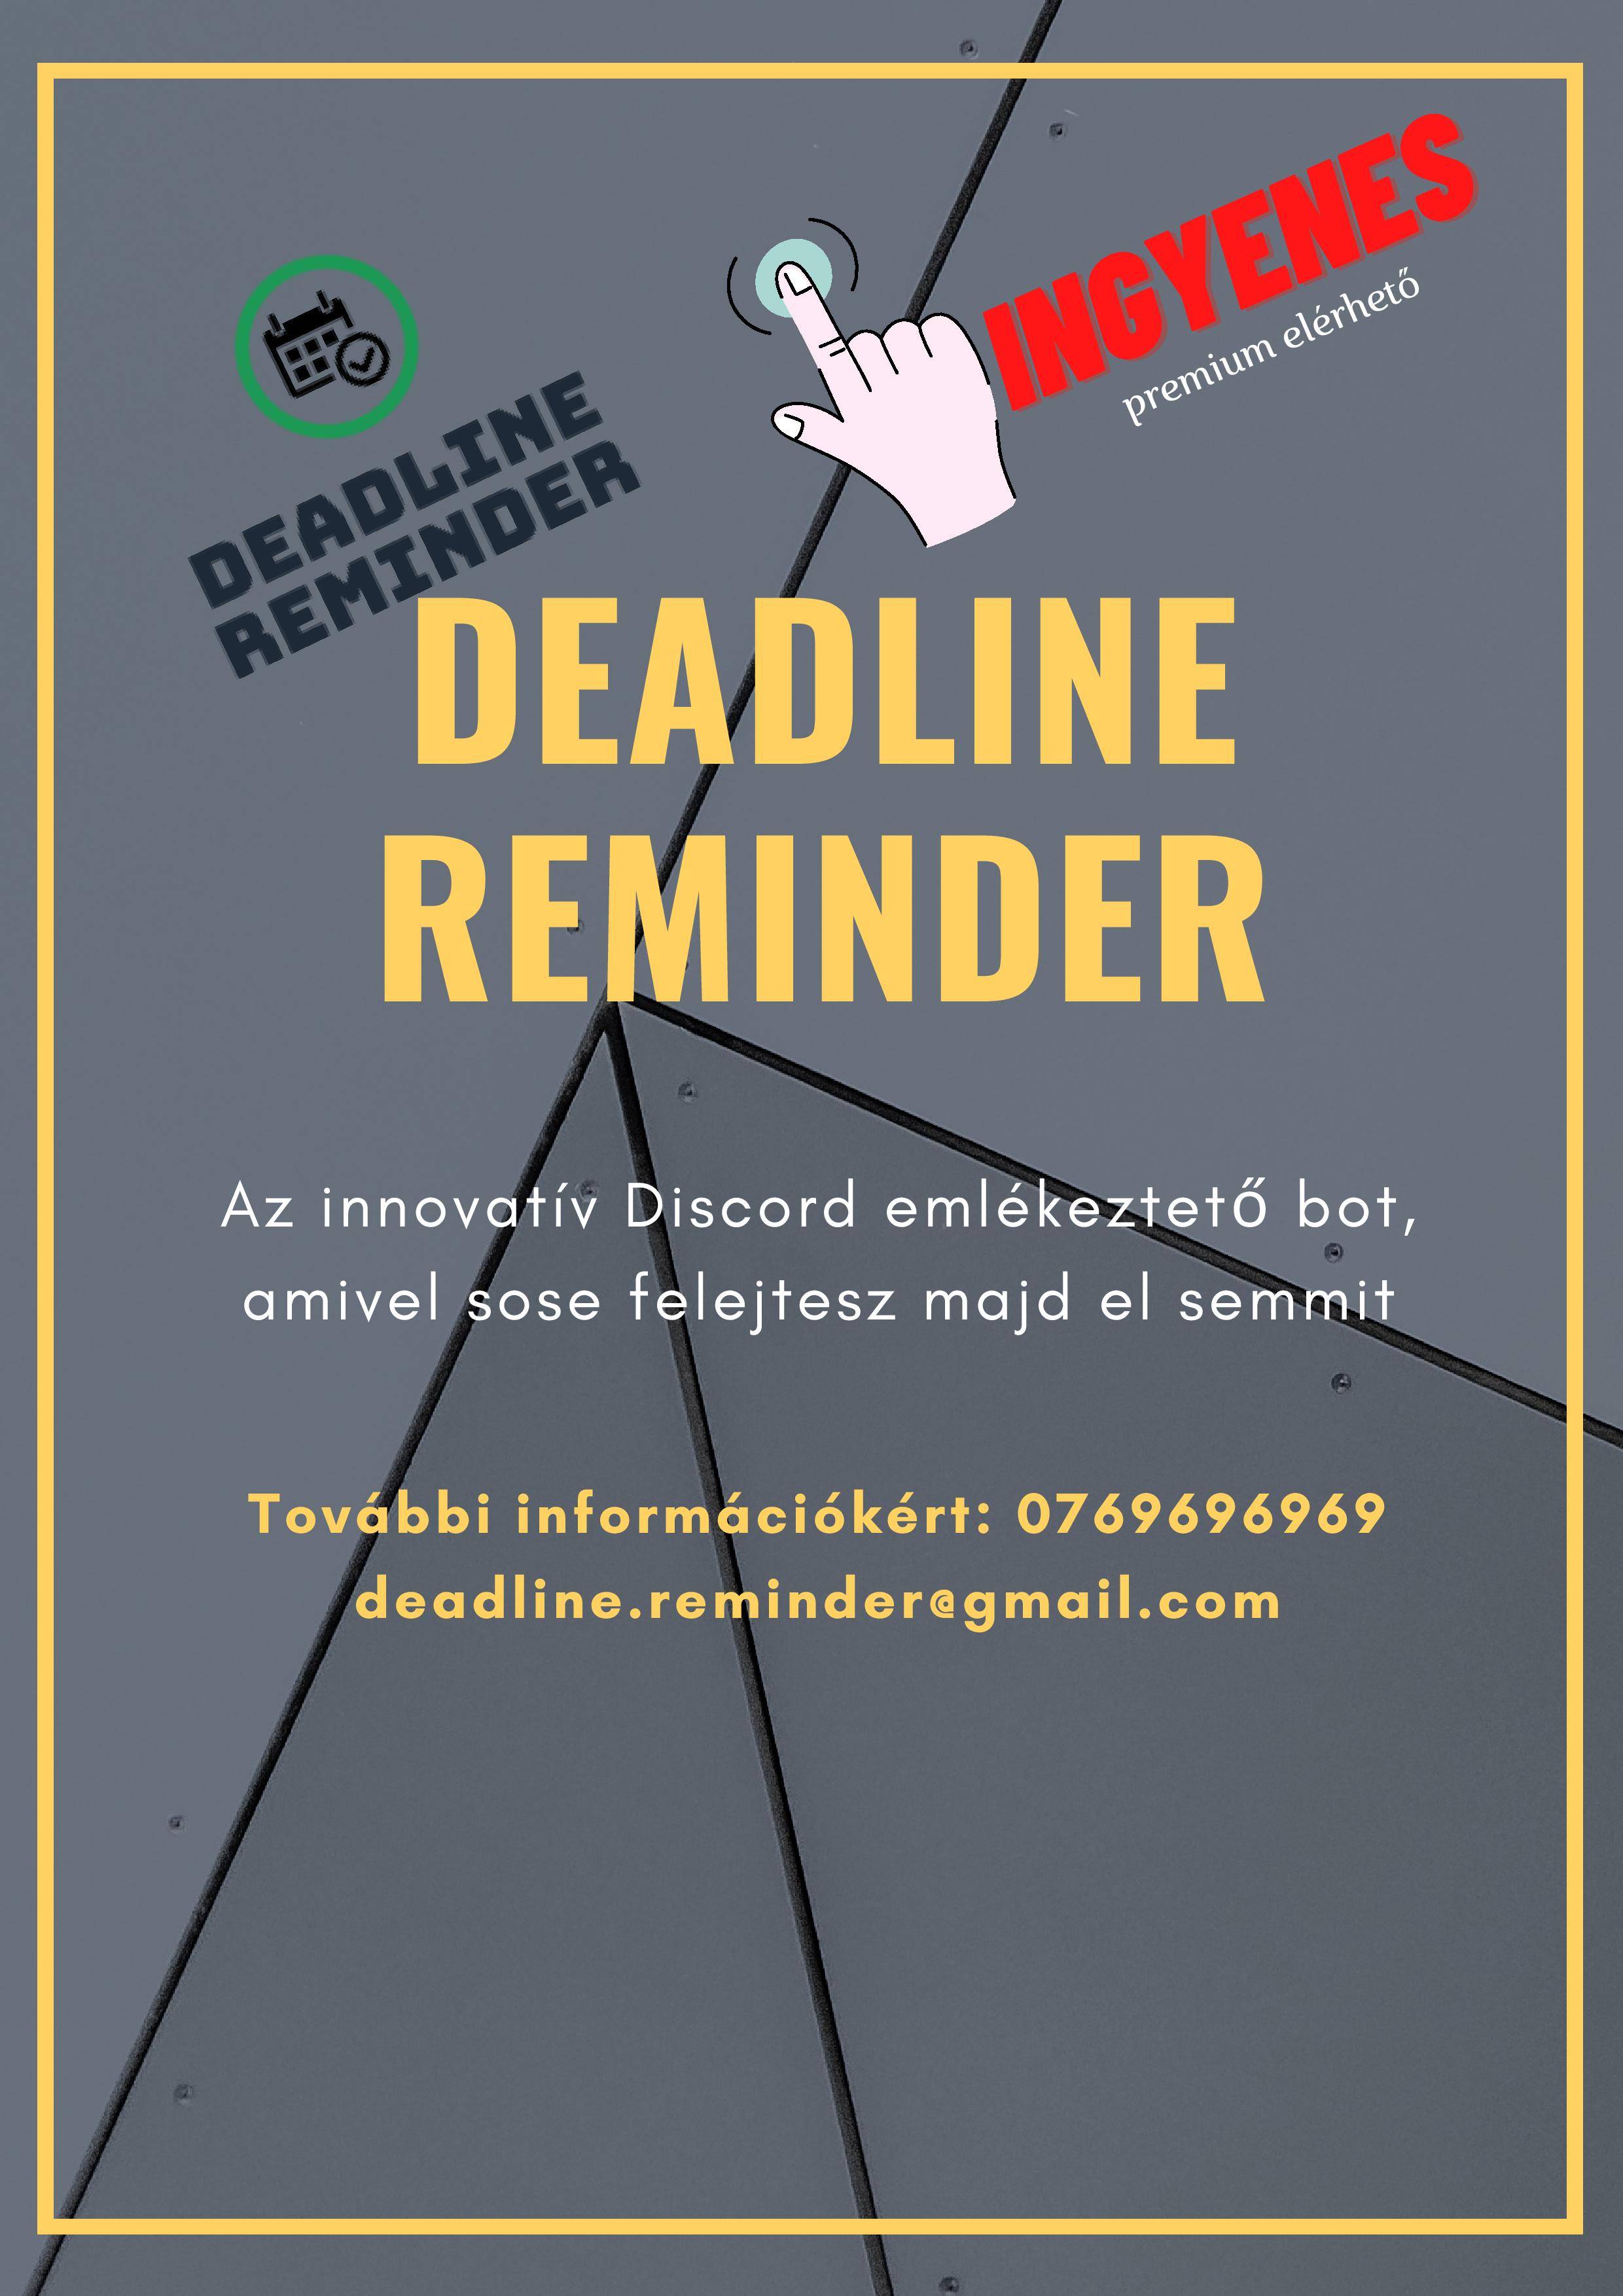 INGYENES
premium elérhető
DEADLINE
REMINDER
DEADLINE
REMINDER
Az innovatív Discord emlékeztető bot,
amivel sose felejtesz majd el semmit
További információkért: 0769696969
deadline.reminder@gmail.com